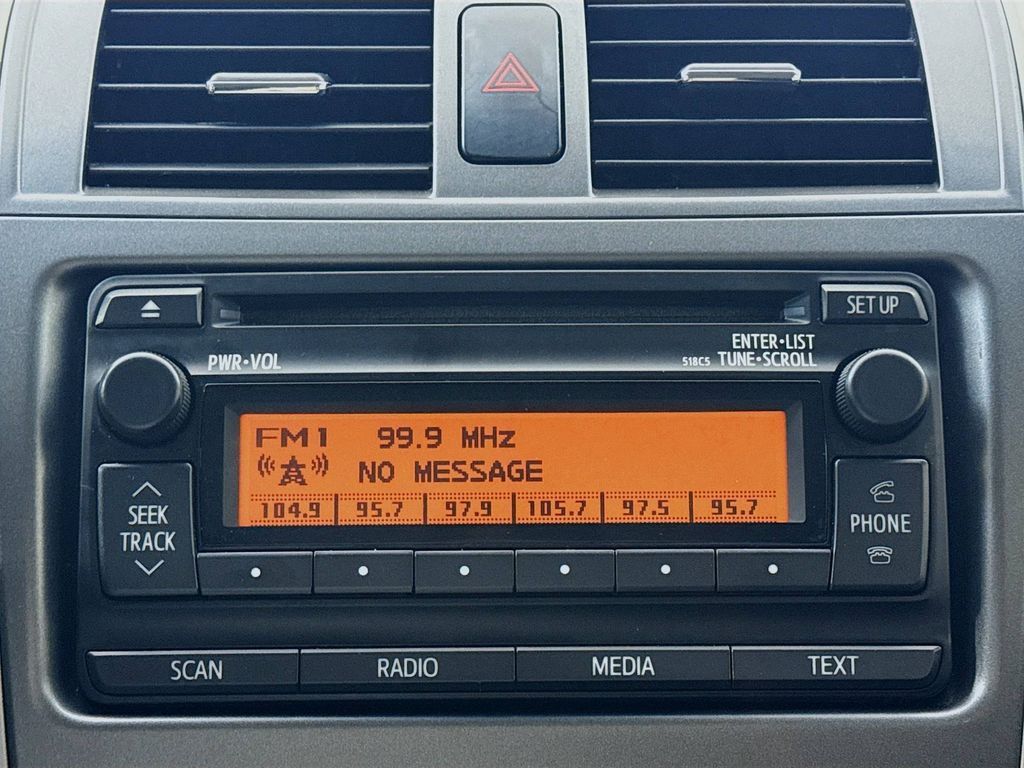 SET UP
PWR•VOL
ENTER•LIST
518C5 TUNE•SCROLL
FM1 99.9 MHz
NO MESSAGE
104.9 95.7 97.9 105.7 97.5 95.7
SEEK
TRACK
PHONE
SCAN RADIO MEDIA TEXT